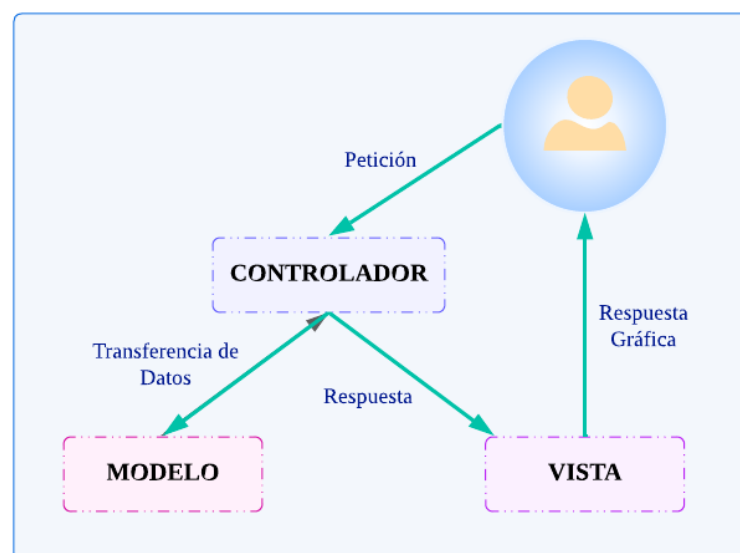 Petición
CONTROLADOR
Respuesta
Gráfica
Transferencia de
Datos
Respuesta
MODELO
VISTA